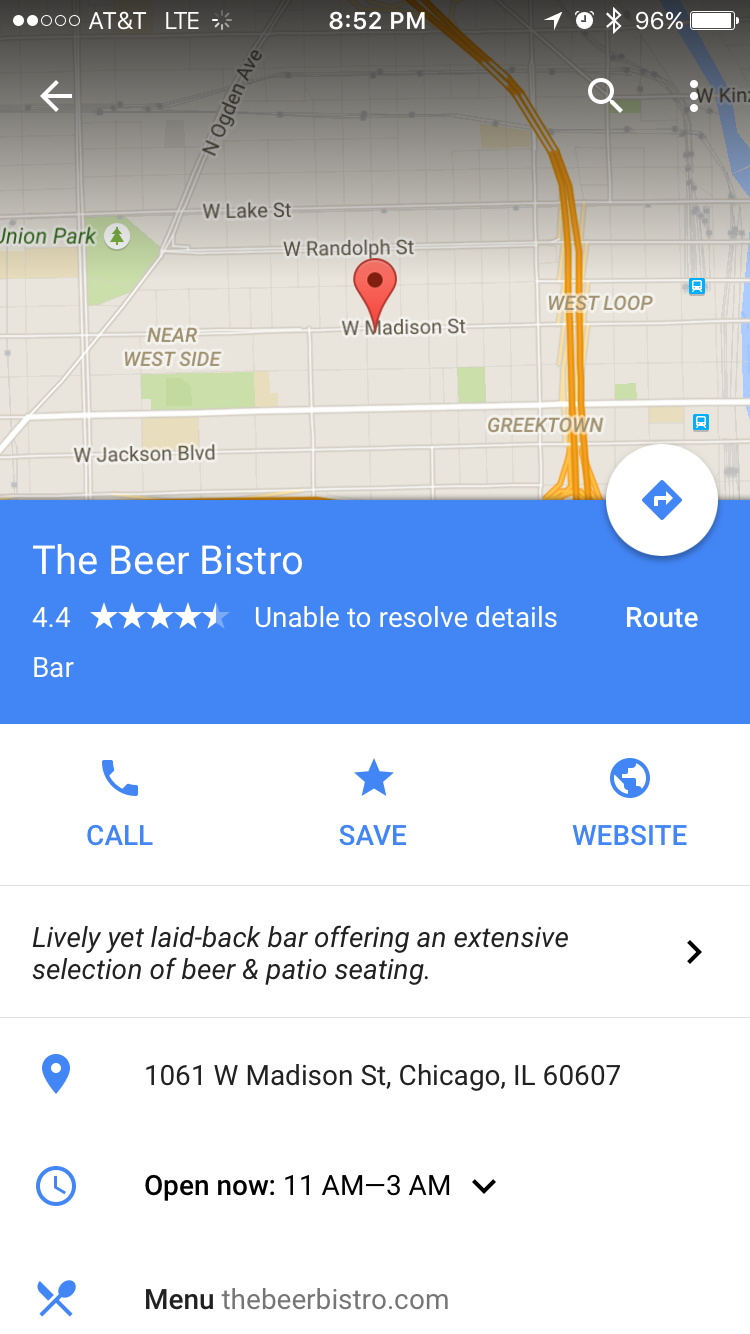 AT&T LTE 8:52 PM 96%
N Ogden Ave
W Kinz
W Lake St
Union Park
W Randolph St
WEST LOOP
W Madison St
NEAR
WEST SIDE
GREEKTOWN
W Jackson Blvd
The Beer Bistro
4.4 Unable to resolve details Route
Bar
CALL SAVE WEBSITE
Lively yet laid-back bar offering an extensive
selection of beer & patio seating.
1061 W Madison St, Chicago, IL 60607
Open now: 11 AM—3 AM
Menu thebeerbistro.com